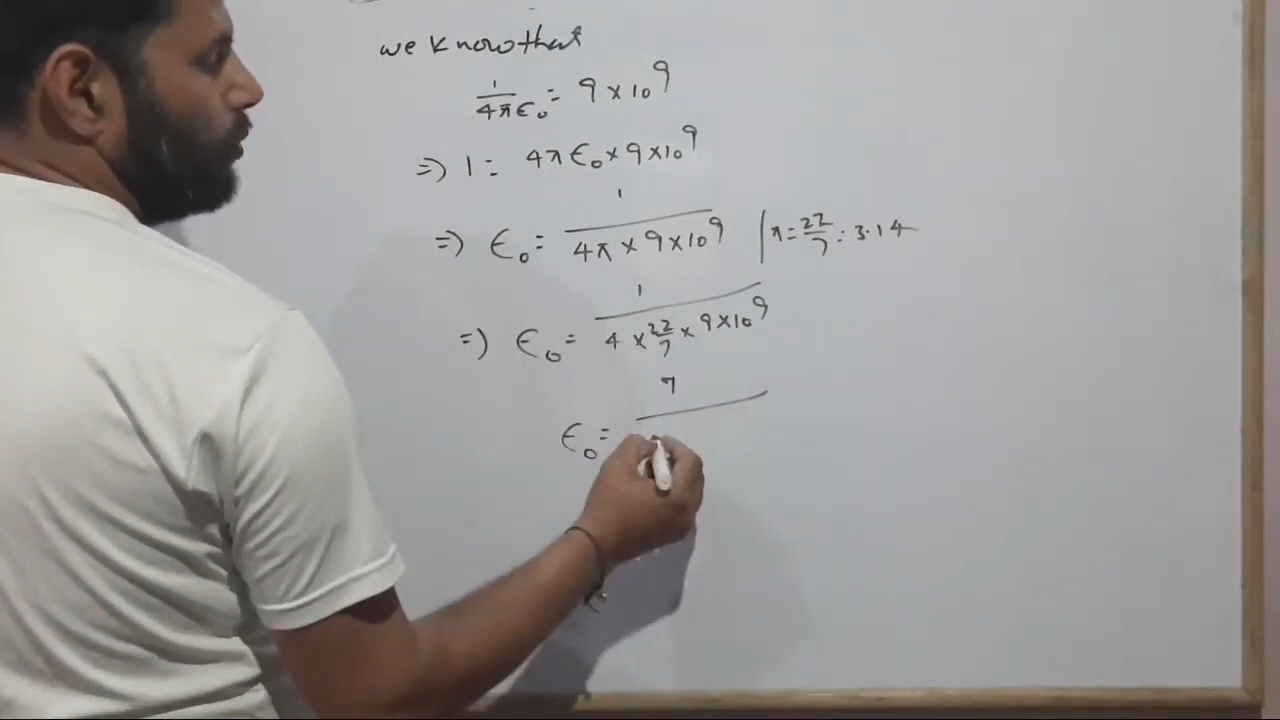 we know that
1/4πε₀ = 9×10⁹
⇒ 1 = 4πε₀×9×10⁹
⇒ ε₀ = 1/4π×9×10⁹ | π=22/7=3.14
⇒ ε₀ = 1/4×22/7×9×10⁹
ε₀ = 7/